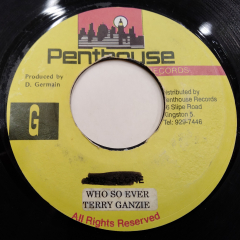 A
Penthouse
RECORDS
Produced by
D. Germain
Distributed by
Penthouse Records
6 Slipe Road
Kingston 5.
Tel: 929-7446
G
WHO SO EVER
TERRY GANZIE
All Rights Reserved